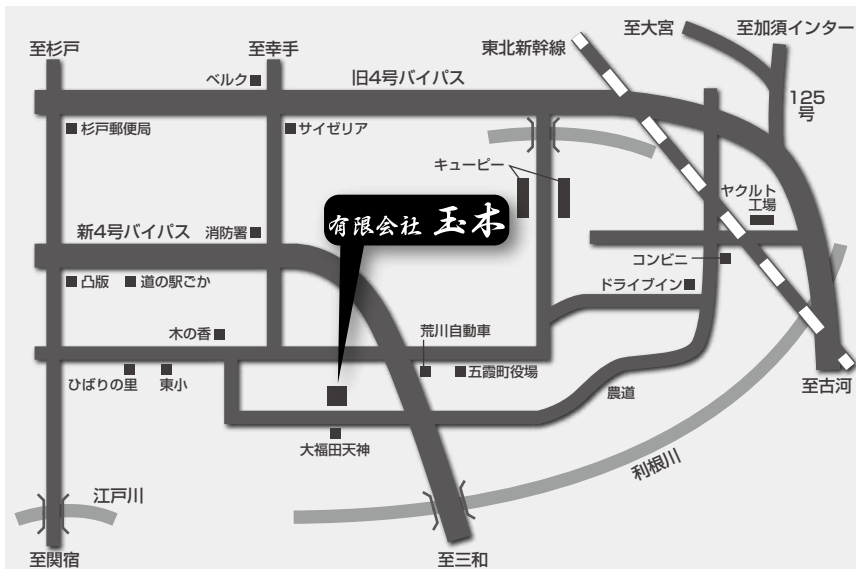 至杉戸
至幸手
東北新幹線
至大宮
至加須インター
ベルク
旧4号バイパス
125
号
杉戸郵便局
サイゼリア
キューピー
ヤクルト
工場
有限会社 玉木
新4号バイパス
消防署
コンビニ
凸版
道の駅ごか
ドライブイン
木の香
荒川自動車
ひばりの里
東小
五霞町役場
農道
至古河
大福田天神
利根川
江戸川
至関宿
至三和